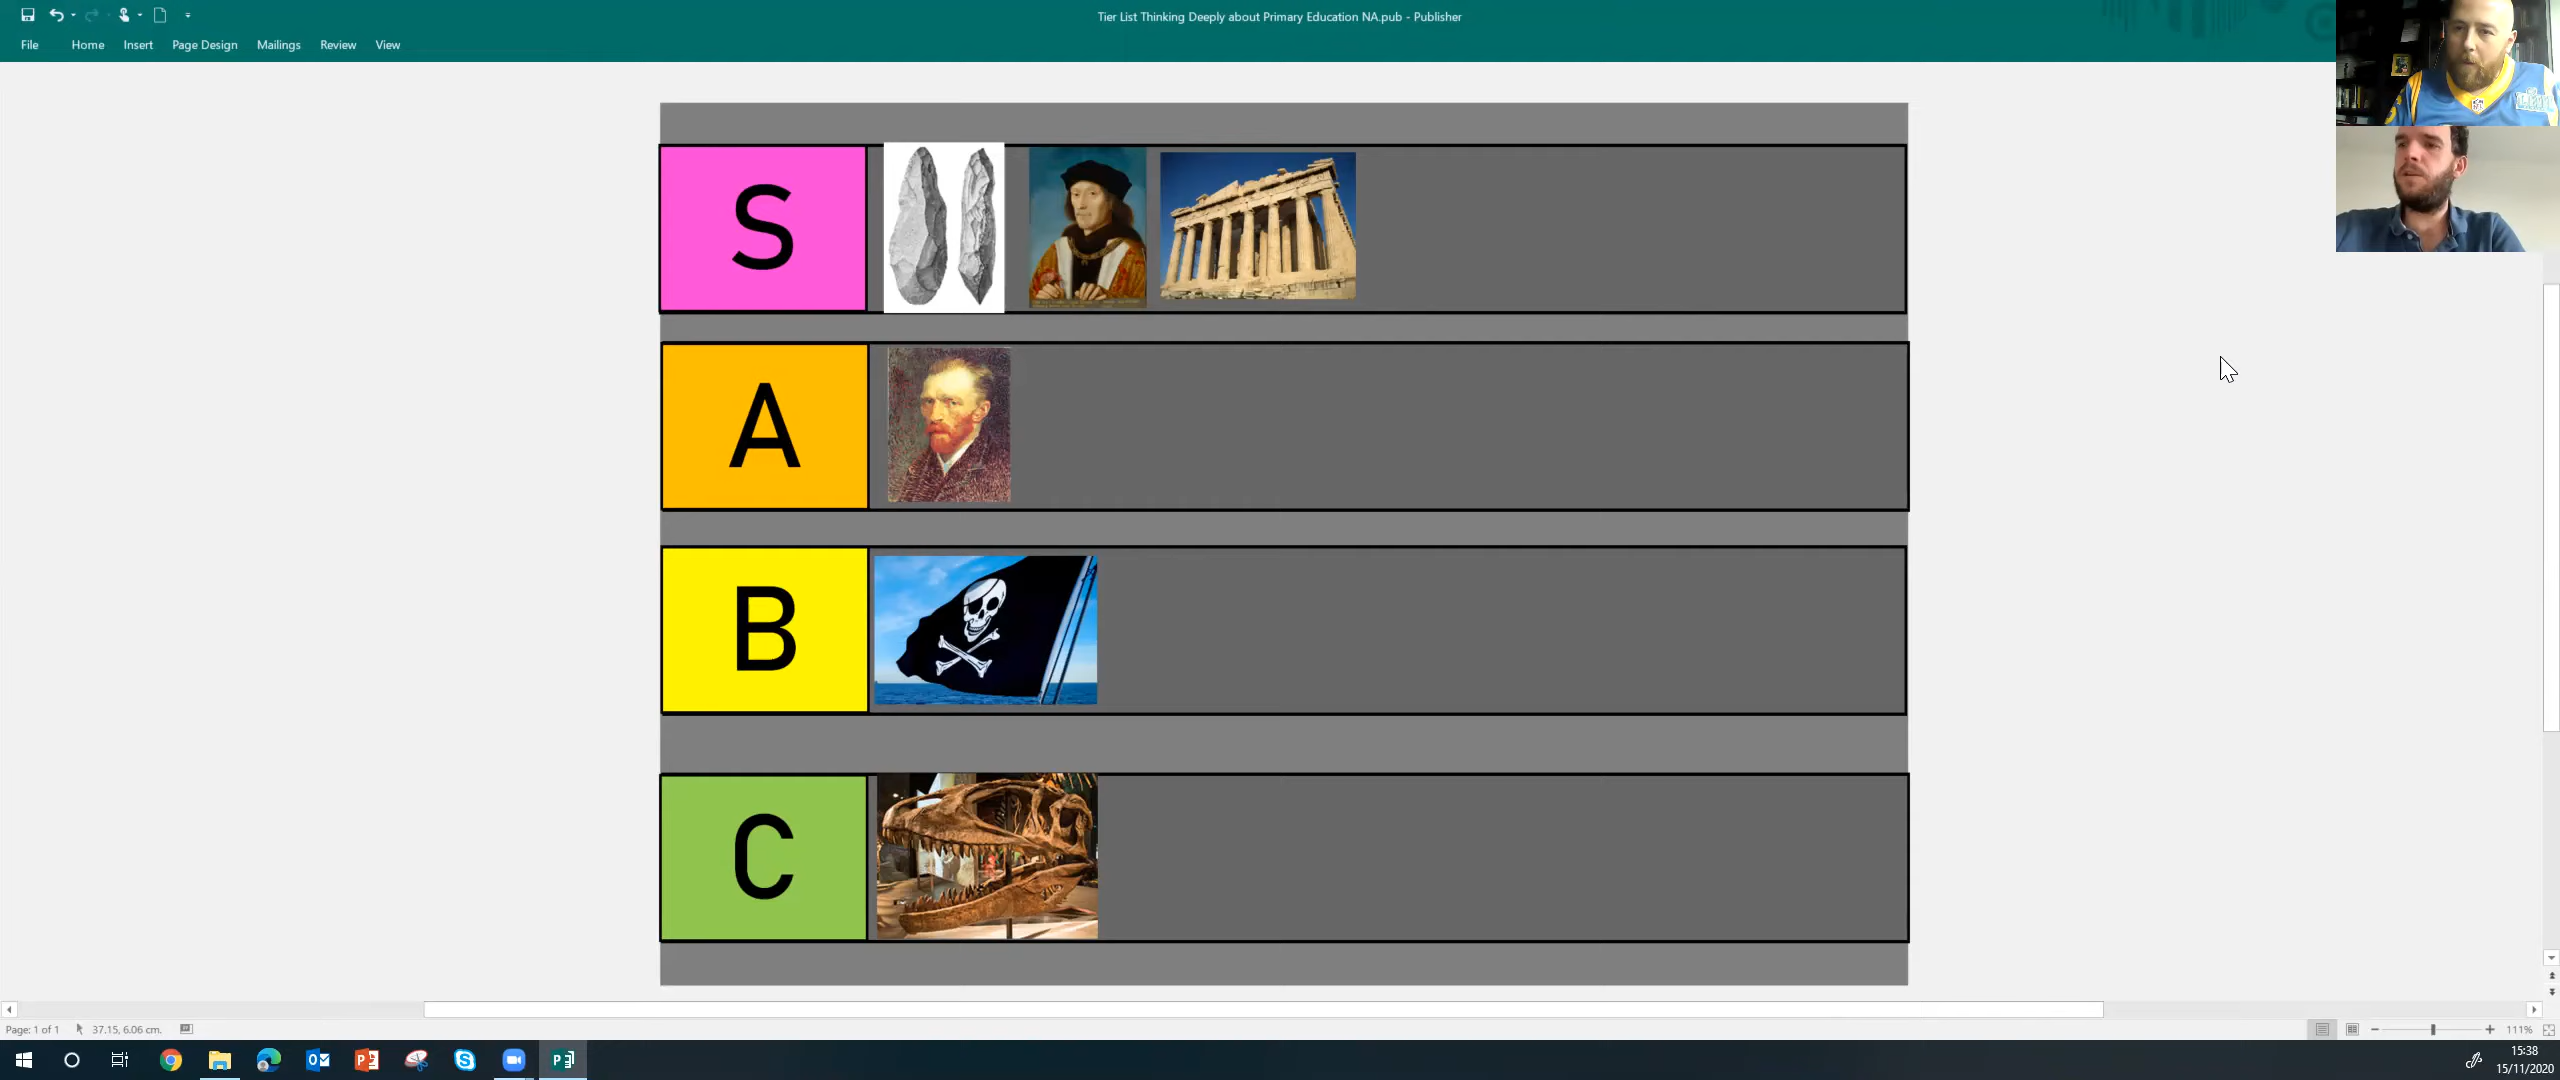 Tier List Thinking Deeply about Primary Education NA.pub - Publisher
File Home Insert Page Design Mailings Review View
S
A
B
C
Page: 1 of 1 37.15, 6.06 cm. 111%
15:38
15/11/2020